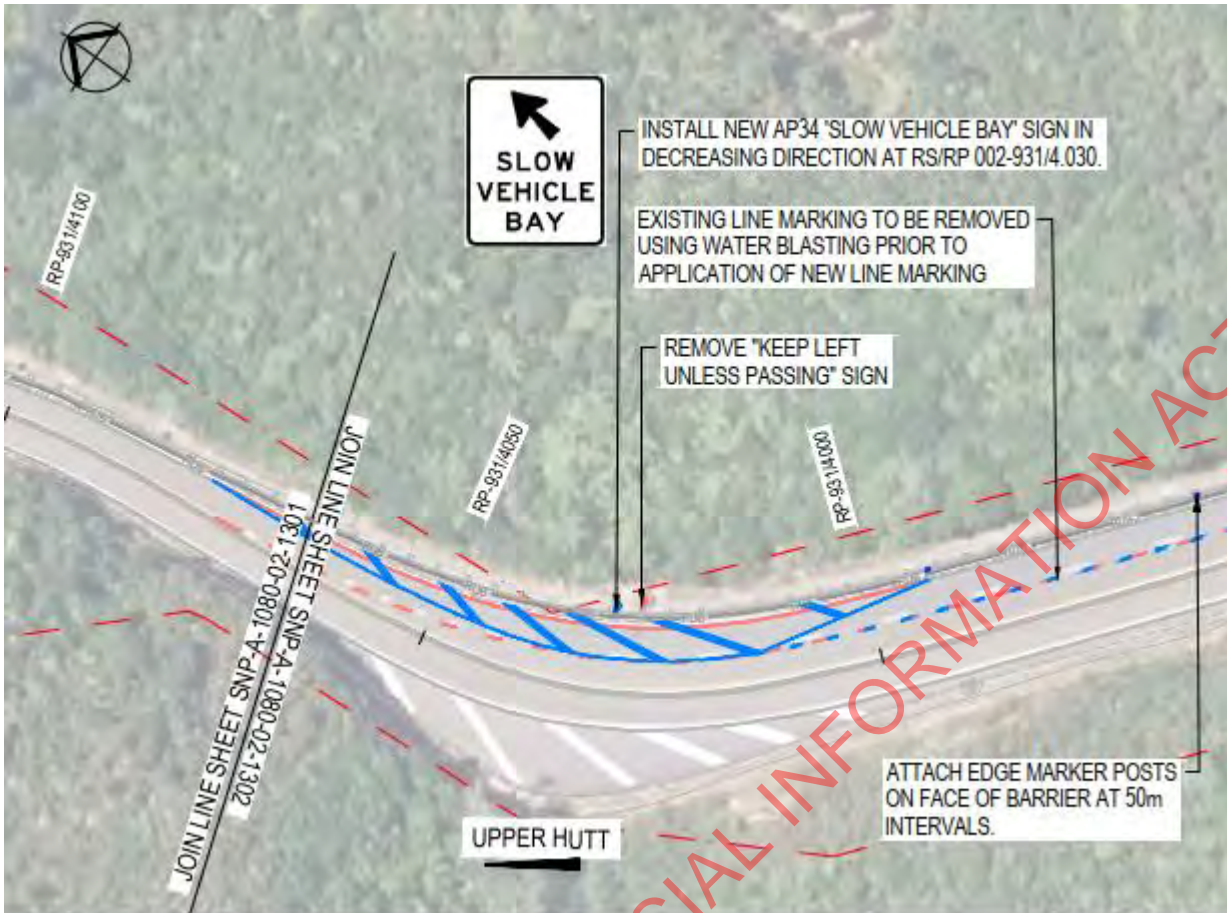 SLOW
VEHICLE
BAY
INSTALL NEW AP34 'SLOW VEHICLE BAY' SIGN IN
DECREASING DIRECTION AT RS/RP 002-931/4.030.
EXISTING LINE MARKING TO BE REMOVED
USING WATER BLASTING PRIOR TO
APPLICATION OF NEW LINE MARKING
REMOVE "KEEP LEFT
UNLESS PASSING" SIGN
RP-931/4100
RP-931/4050
RP-931/4000
JOIN LINE SHEET SNP-A-1080-02-1301
JOIN LINE SHEET SNP-A-1080-02-1302
ATTACH EDGE MARKER POSTS
ON FACE OF BARRIER AT 50m
INTERVALS.
UPPER HUTT
CIAL INFORMATION ACT